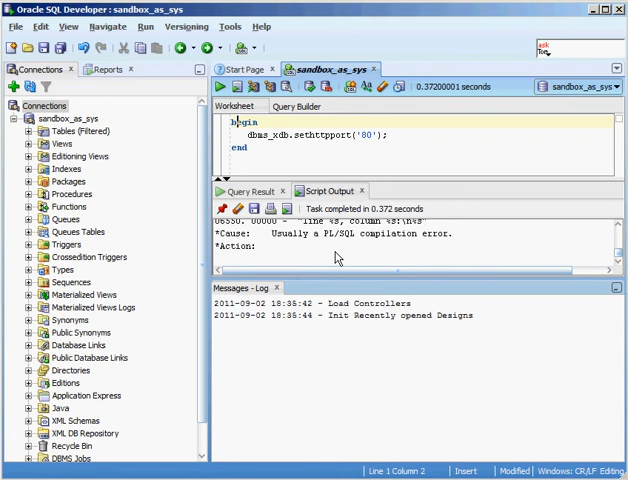 Oracle SQL Developer : sandbox_as_sys
File Edit View Navigate Run Versioning Tools Help
ask
Tom
Connections Reports
Start Page sandbox_as_sys
0.37200001 seconds sandbox_as_sys
Worksheet Query Builder
begin
dbms_xdb.sethttpport('80');
end
Query Result Script Output
Task completed in 0.372 seconds
06550. 00000 - "line %s, column %s:\n%s"
*Cause: Usually a PL/SQL compilation error.
*Action:
Messages - Log
2011-09-02 18:35:42 - Load Controllers
2011-09-02 18:35:44 - Init Recently opened Designs
Connections
sandbox_as_sys
Tables (Filtered)
Views
Editioning Views
Indexes
Packages
Procedures
Functions
Queues
Queues Tables
Triggers
Crossedition Triggers
Types
Sequences
Materialized Views
Materialized Views Logs
Synonyms
Public Synonyms
Database Links
Public Database Links
Directories
Editions
Application Express
Java
XML Schemas
XML DB Repository
Recycle Bin
DBMS Jobs
Line 1 Column 2 Insert Modified Windows: CR/LF Editing